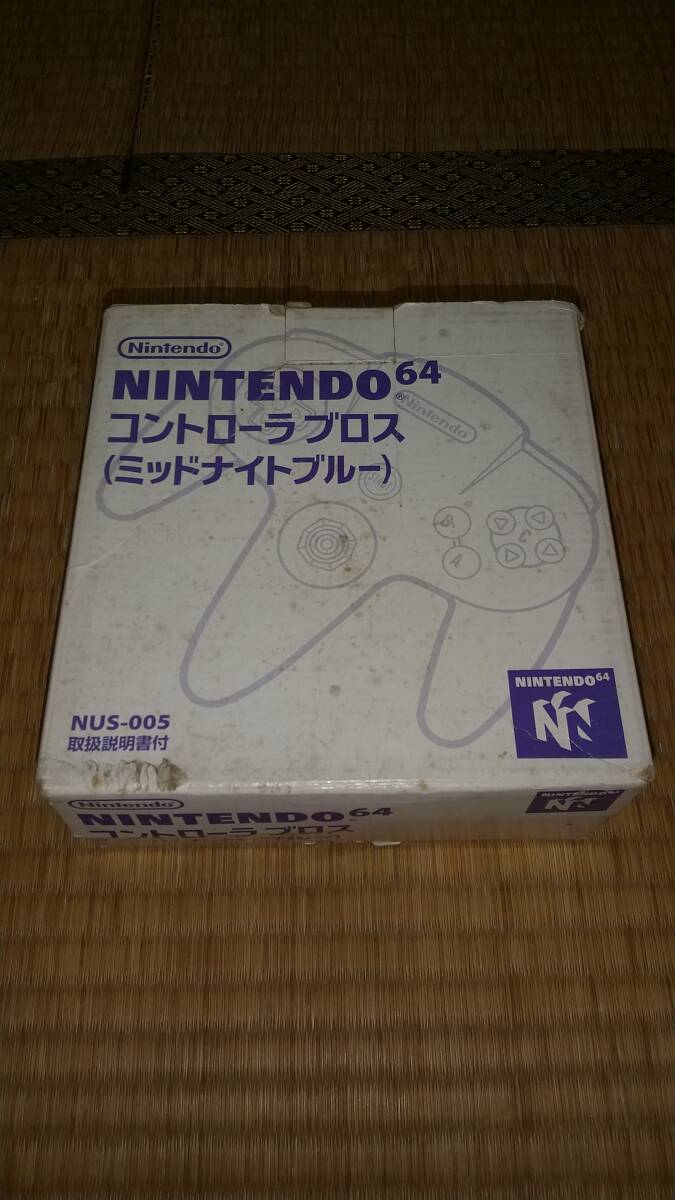 Nintendo
NINTENDO64
コントローラ ブロス
(ミッドナイトブルー)
Nintendo
START
B
A
C
NUS-005
取扱説明書付
NINTENDO64
Nintendo
NINTENDO64
コントローラ ブロス
NINTENDO64